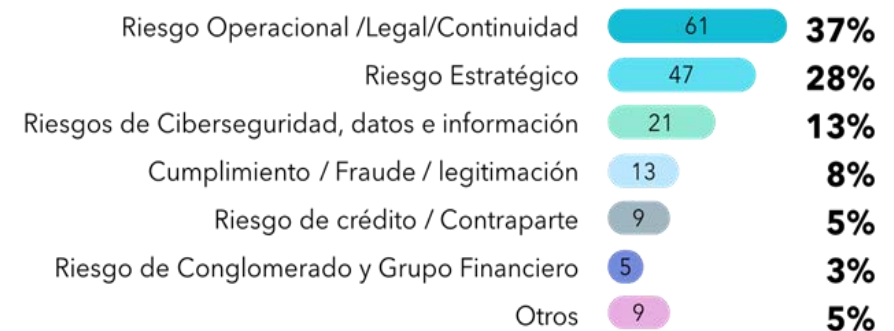 Riesgo Operacional /Legal/Continuidad 61 37%
Riesgo Estratégico 47 28%
Riesgos de Ciberseguridad, datos e información 21 13%
Cumplimiento / Fraude / legitimación 13 8%
Riesgo de crédito / Contraparte 9 5%
Riesgo de Conglomerado y Grupo Financiero 5 3%
Otros 9 5%